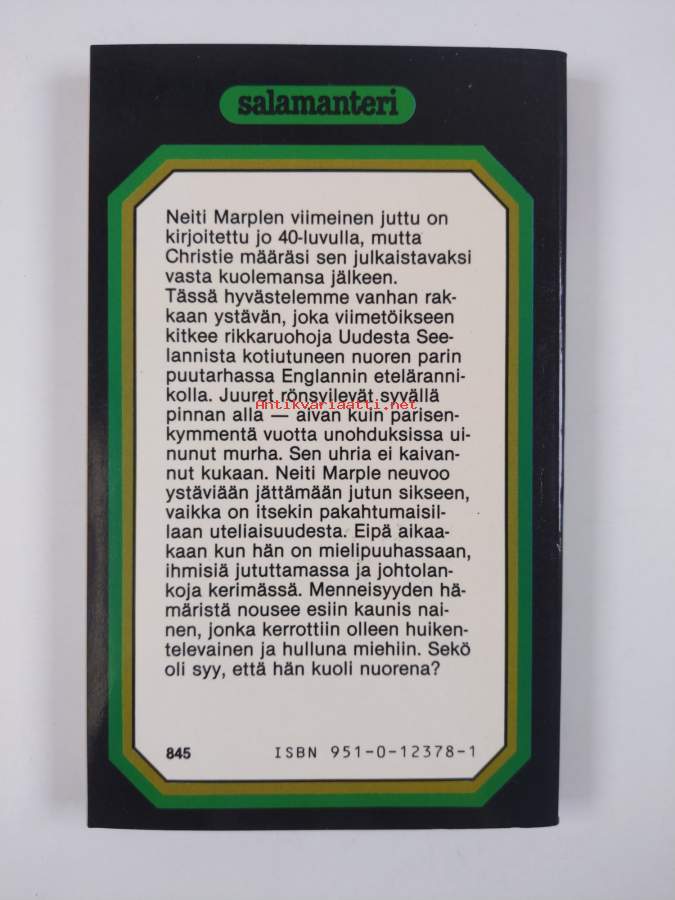 salamanteri
Neiti Marplen viimeinen juttu on
kirjoitettu jo 40-luvulla, mutta
Christie määräsi sen julkaistavaksi
vasta kuolemansa jälkeen.
Tässä hyvästelemme vanhan rak-
kaan ystävän, joka viimetöikseen
kitkee rikkaruohoja Uudesta See-
lannista kotiutuneen nuoren parin
puutarhassa Englannin eteläranni-
kolla. Juuret rönsyilevät syvällä
Antikvariaatti.net
pinnan alla — aivan kuin parisen-
kymmentä vuotta unohduksissa ui-
nunut murha. Sen uhria ei kaivan-
nut kukaan. Neiti Marple neuvoo
ystäviään jättämään jutun sikseen,
vaikka on itsekin pakahtumaisil-
laan uteliaisuudesta. Eipä aikaa-
kaan kun hän on mielipuuhassaan,
ihmisiä jututtamassa ja johtolan-
koja kerimässä. Menneisyyden hä-
märistä nousee esiin kaunis nai-
nen, jonka kerrottiin olleen huiken-
televainen ja hulluna miehiin. Sekö
oli syy, että hän kuoli nuorena?
845 ISBN 951-0-12378-1